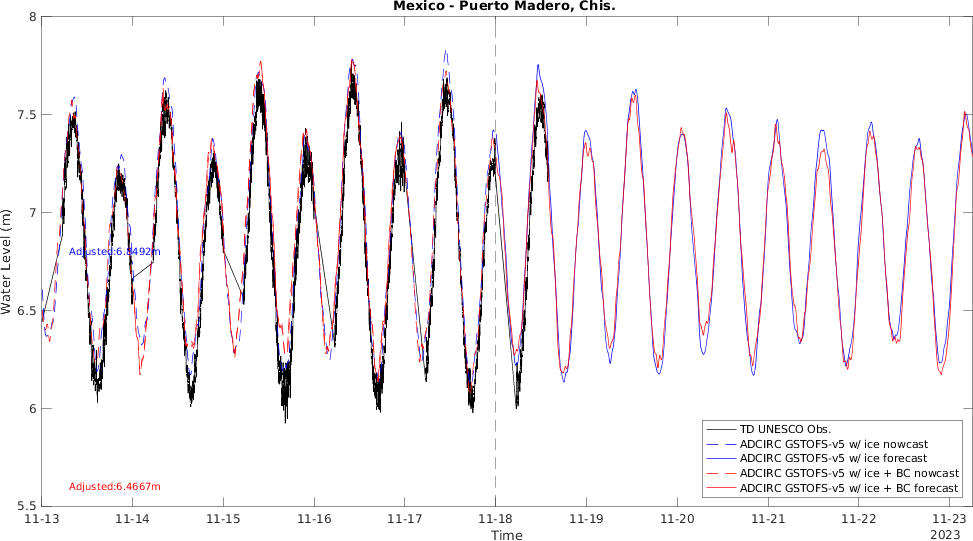 Mexico - Puerto Madero, Chis.
8
7.5
7
6.5
6
5.5
Water Level (m)
Adjusted:6.8492m
Adjusted:6.4667m
TD UNESCO Obs.
ADCIRC GSTOFS-v5 w/ ice nowcast
ADCIRC GSTOFS-v5 w/ ice forecast
ADCIRC GSTOFS-v5 w/ ice + BC nowcast
ADCIRC GSTOFS-v5 w/ ice + BC forecast
11-13 11-14 11-15 11-16 11-17 11-18 11-19 11-20 11-21 11-22 11-23
Time
2023